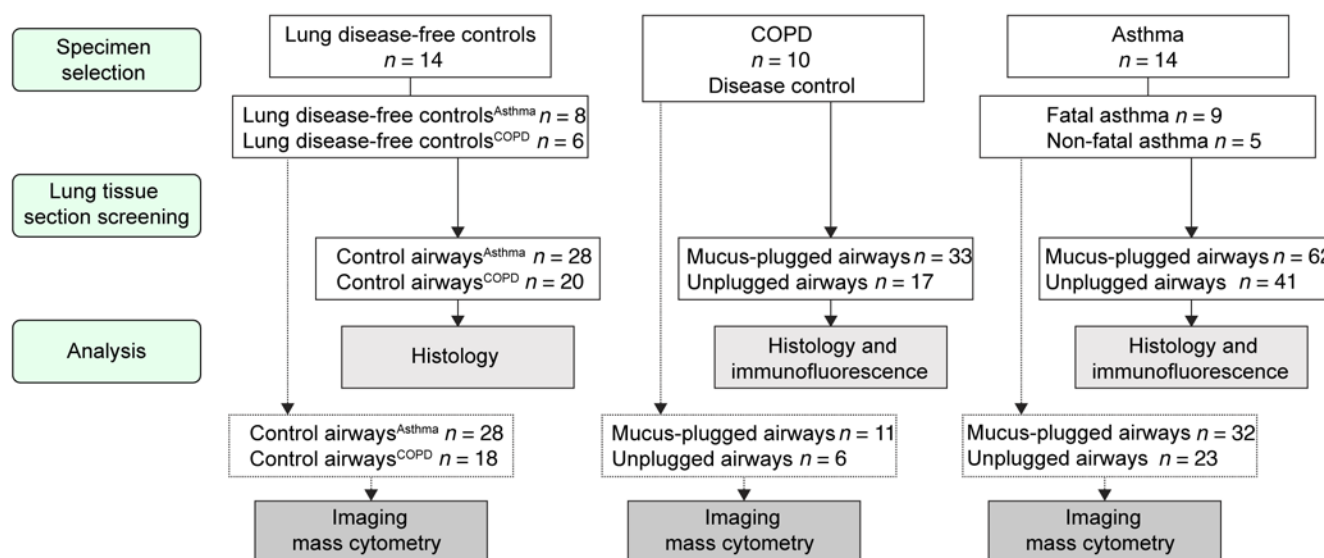 Specimen
selection
Lung disease-free controls
n = 14
COPD
n = 10
Disease control
Asthma
n = 14
Lung disease-free controlsAsthma n = 8
Lung disease-free controlsCOPD n = 6
Fatal asthma n = 9
Non-fatal asthma n = 5
Lung tissue
section screening
Control airwaysAsthma n = 28
Control airwaysCOPD n = 20
Mucus-plugged airways n = 33
Unplugged airways n = 17
Mucus-plugged airways n = 62
Unplugged airways n = 41
Analysis
Histology
Histology and
immunofluorescence
Histology and
immunofluorescence
Control airwaysAsthma n = 28
Control airwaysCOPD n = 18
Mucus-plugged airways n = 11
Unplugged airways n = 6
Mucus-plugged airways n = 32
Unplugged airways n = 23
Imaging
mass cytometry
Imaging
mass cytometry
Imaging
mass cytometry